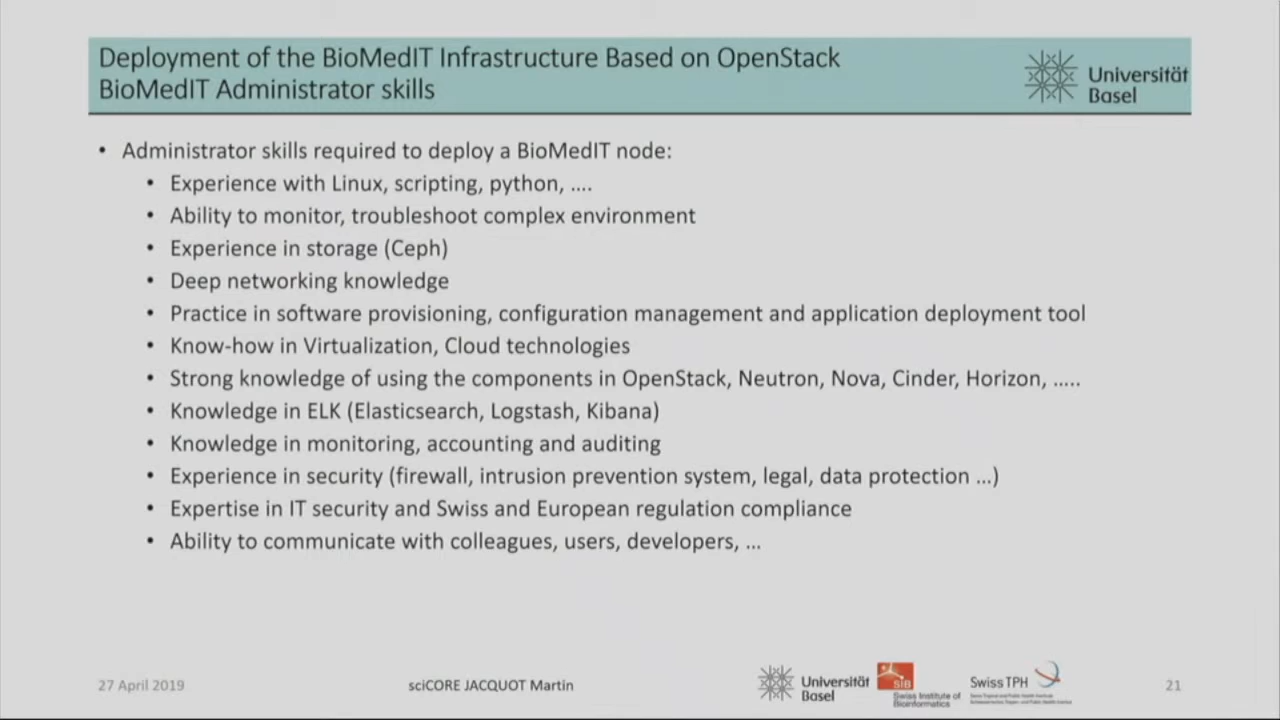 Deployment of the BioMedIT Infrastructure Based on OpenStack
BioMedIT Administrator skills
Universität
Basel
• Administrator skills required to deploy a BioMedIT node:
• Experience with Linux, scripting, python, ....
• Ability to monitor, troubleshoot complex environment
• Experience in storage (Ceph)
• Deep networking knowledge
• Practice in software provisioning, configuration management and application deployment tool
• Know-how in Virtualization, Cloud technologies
• Strong knowledge of using the components in OpenStack, Neutron, Nova, Cinder, Horizon, .....
• Knowledge in ELK (Elasticsearch, Logstash, Kibana)
• Knowledge in monitoring, accounting and auditing
• Experience in security (firewall, intrusion prevention system, legal, data protection ...)
• Expertise in IT security and Swiss and European regulation compliance
• Ability to communicate with colleagues, users, developers, ...
27 April 2019
sciCORE JACQUOT Martin
Universität
Basel
SIB
Swiss Institute of
Bioinformatics
Swiss TPH
21